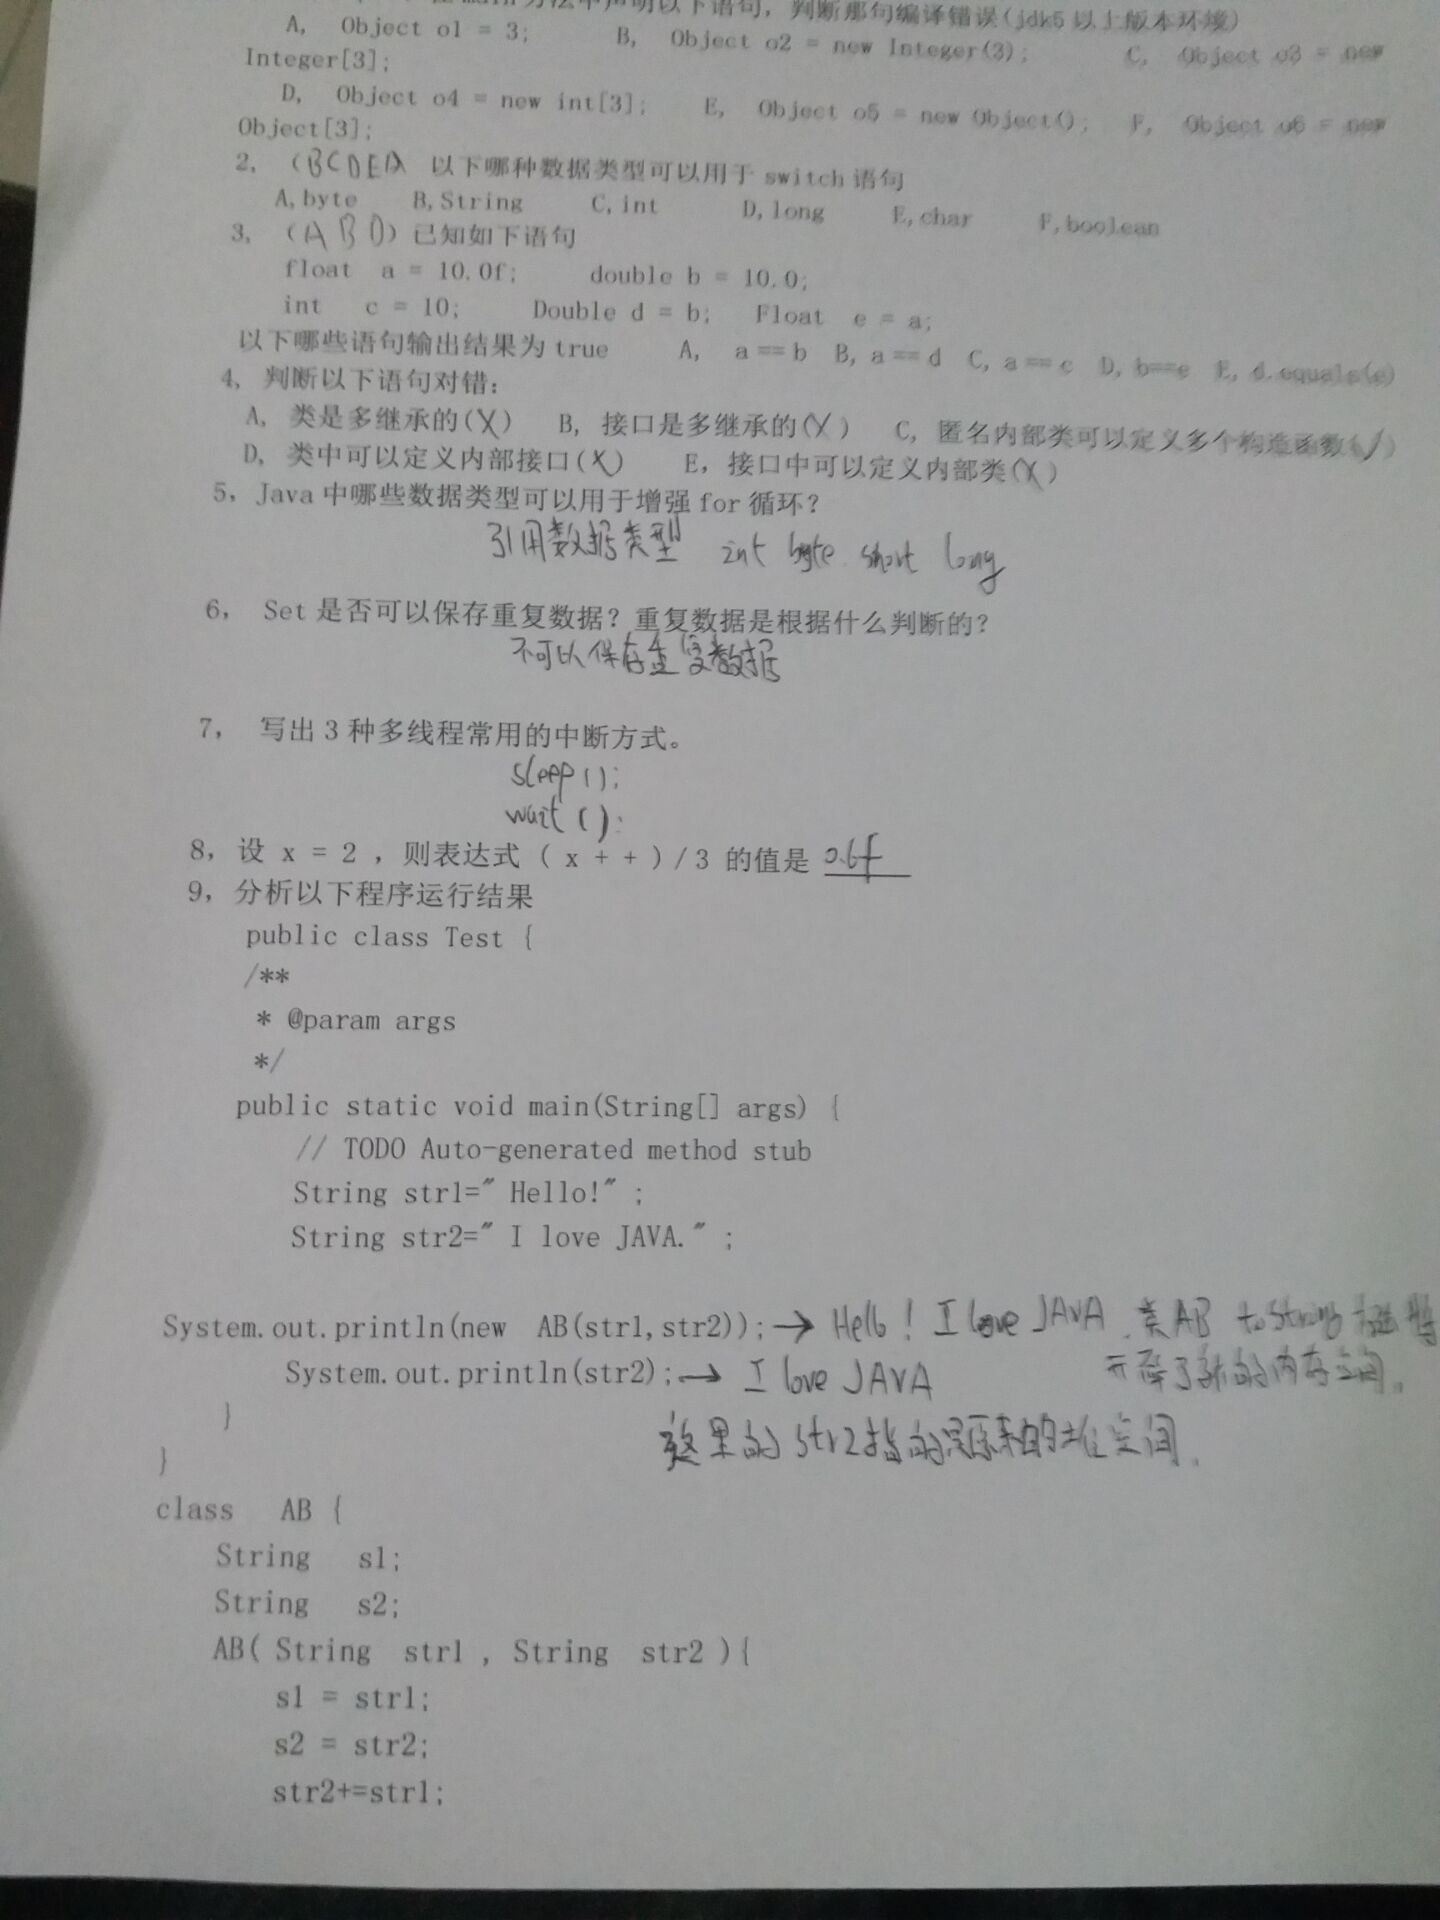 在 main 方法中声明以下语句，判断那句编译错误(jdk5 以上版本环境)
A, Object o1 = 3; B, Object o2 = new Integer(3); C, Object o3 = new
Integer[3];
D, Object o4 = new int[3]; E, Object o5 = new Object(); F, Object o6 = new
Object[3];
2, (BCDEA 以下哪种数据类型可以用于 switch 语句
A,byte B,String C,int D,long E,char F,boolean
3, (A B D) 已知如下语句
float a = 10.0f; double b = 10.0;
int c = 10; Double d = b; Float e = a;
以下哪些语句输出结果为 true A, a==b B, a==d C, a==c D, b==e E, d.equals(e)
4, 判断以下语句对错：
A, 类是多继承的(X) B, 接口是多继承的(X) C, 匿名内部类可以定义多个构造函数(√)
D, 类中可以定义内部接口(X) E, 接口中可以定义内部类(X)
5, Java 中哪些数据类型可以用于增强 for 循环?
引用数据类型 int byte short long
6, Set 是否可以保存重复数据? 重复数据是根据什么判断的?
不可以保存重复数据
7, 写出 3 种多线程常用的中断方式。
sleep();
wait();
8, 设 x = 2 ，则表达式 ( x + + ) / 3 的值是 0.6f
9, 分析以下程序运行结果
public class Test {
/**
* @param args
*/
public static void main(String[] args) {
// TODO Auto-generated method stub
String str1=" Hello!" ;
String str2=" I love JAVA." ;
System.out.println(new AB(str1,str2)); → Hello! I love JAVA. 类AB toString
System.out.println(str2); → I love JAVA 开辟了新的内存空间.
}
这里的 str2指的是原来的堆空间.
}
class AB {
String s1;
String s2;
AB( String str1 , String str2 ){
s1 = str1;
s2 = str2;
str2+=str1;